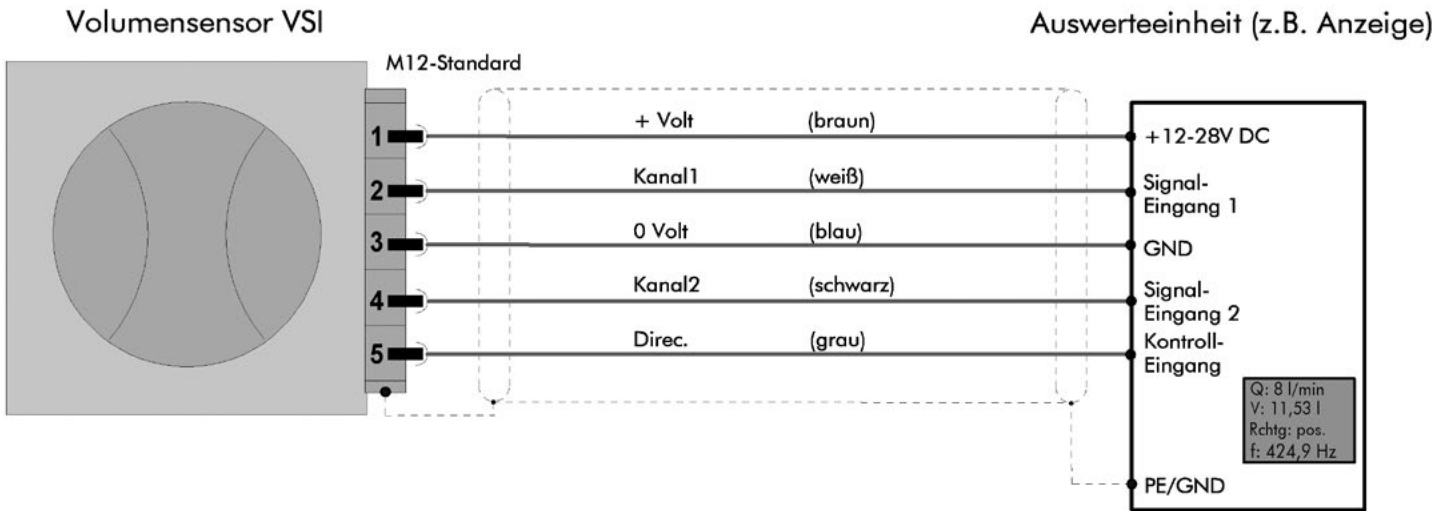 Volumensensor VSI
Auswerteeinheit (z.B. Anzeige)
M12-Standard
1 + Volt (braun) +12-28V DC
2 Kanal1 (weiß) Signal-
Eingang 1
3 0 Volt (blau) GND
4 Kanal2 (schwarz) Signal-
Eingang 2
5 Direc. (grau) Kontroll-
Eingang
Q: 8 l/min
V: 11,53 l
Rchtg: pos.
f: 424,9 Hz
PE/GND